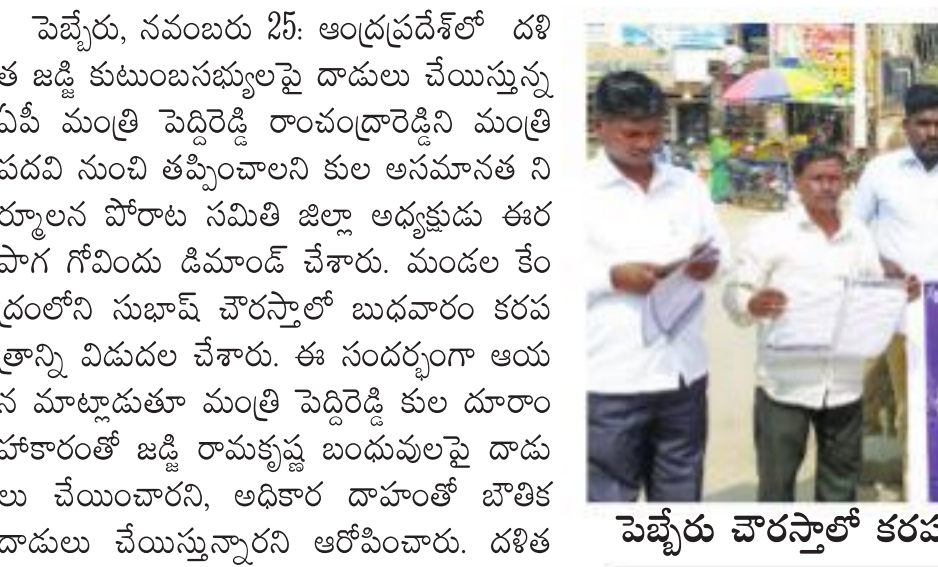 పెబ్బేరు, నవంబరు 25: ఆంద్రప్రదేశ్‌లో దళి
త జడ్జి కుటుంబసభ్యులపై దాడులు చేయిస్తున్న
ఏపీ మంత్రి పెద్దిరెడ్డి రాంచంద్రారెడ్డిని మంత్రి
పదవి నుంచి తప్పించాలని కుల అసమానత ని
ర్మూలన పోరాట సమితి జిల్లా అధ్యక్షుడు ఈర
పాగ గోవిందు డిమాండ్ చేశారు. మండల కేం
ద్రంలోని సుభాష్ చౌరస్తాలో బుధవారం కరప
త్రాన్ని విడుదల చేశారు. ఈ సందర్భంగా ఆయ
న మాట్లాడుతూ మంత్రి పెద్దిరెడ్డి కుల దూరాం
హాకారంతో జడ్జి రామకృష్ణ బంధువులపై దాడు
లు చేయించారని, అధికార దాహంతో బౌతిక
దాడులు చేయిస్తున్నారని ఆరోపించారు. దళిత
పెబ్బేరు చౌరస్తాలో కరప